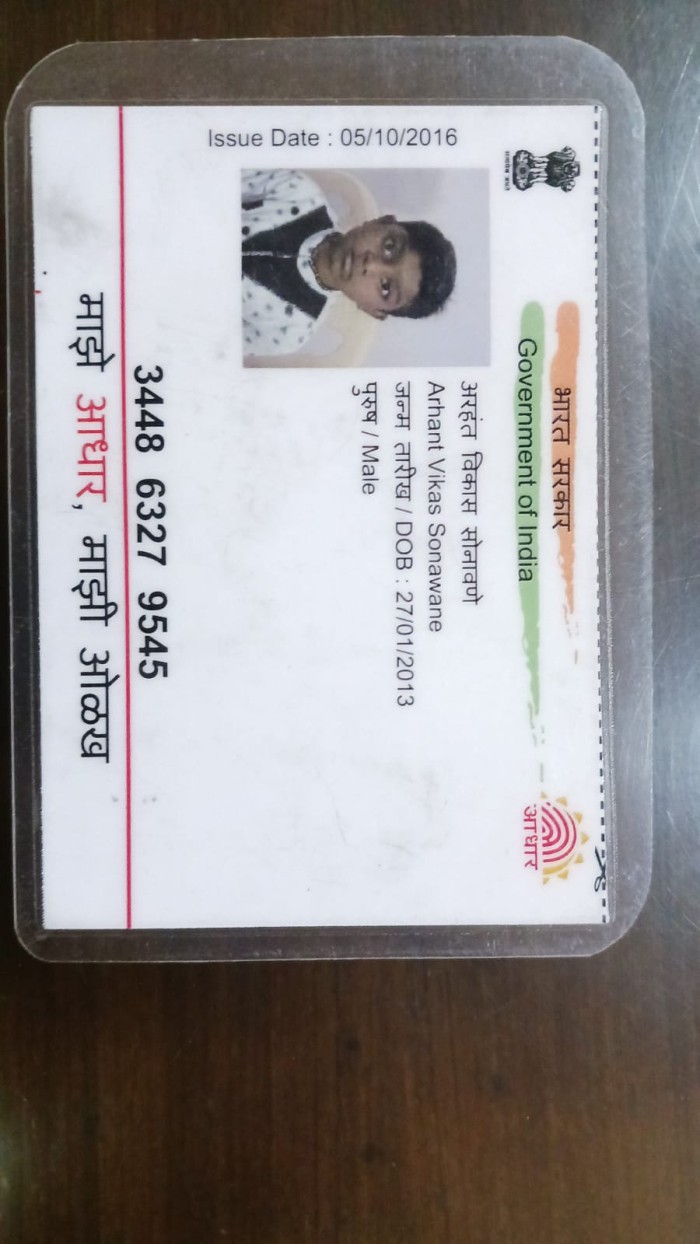 भारत सरकार
Government of India
आधार
Issue Date : 05/10/2016
अरहंत विकास सोनावणे
Arhant Vikas Sonawane
जन्म तारीख / DOB : 27/01/2013
पुरुष / Male
3448 6327 9545
माझे आधार, माझी ओळख